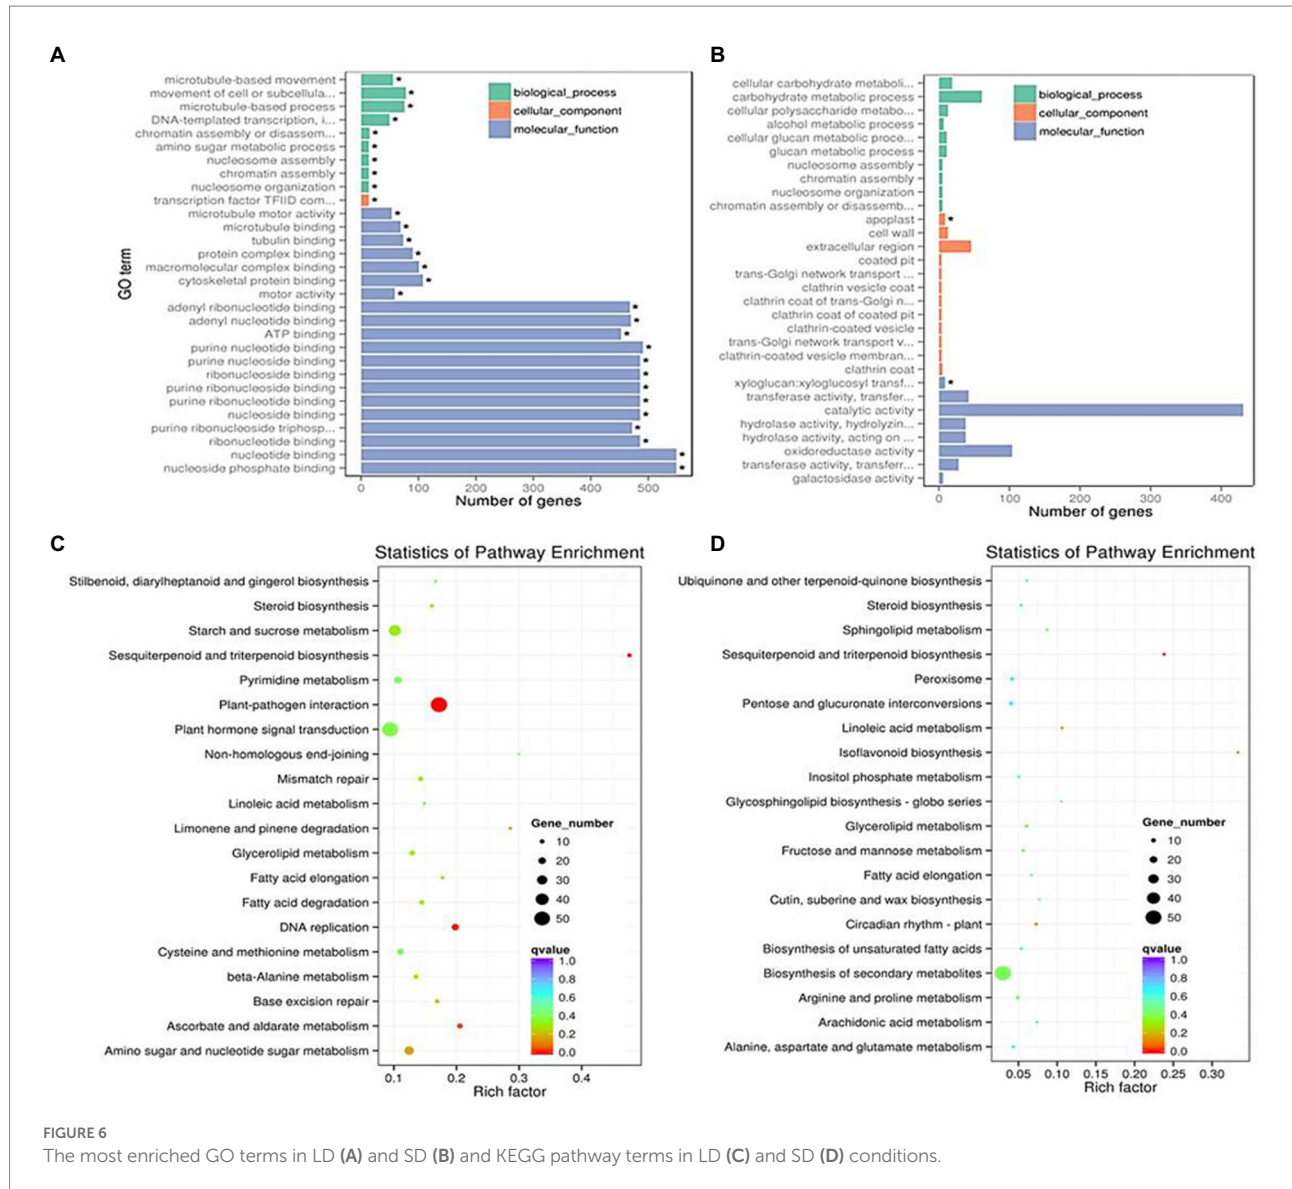 A
microtubule-based movement
movement of cell or subcellula...
microtubule-based process
DNA-templated transcription, i...
chromatin assembly or disassem...
amino sugar metabolic process
nucleosome assembly
chromatin assembly
nucleosome organization
transcription factor TFIID com...
microtubule motor activity
microtubule binding
tubulin binding
protein complex binding
macromolecular complex binding
cytoskeletal protein binding
motor activity
adenyl ribonucleotide binding
adenyl nucleotide binding
ATP binding
purine nucleotide binding
purine nucleoside binding
ribonucleoside binding
purine ribonucleoside binding
purine ribonucleotide binding
nucleoside binding
purine ribonucleoside triphosp...
ribonucleotide binding
nucleotide binding
nucleoside phosphate binding
GO term
biological_process
cellular_component
molecular_function
0 100 200 300 400 500
Number of genes
B
cellular carbohydrate metaboli...
carbohydrate metabolic process
cellular polysaccharide metabo...
alcohol metabolic process
cellular glucan metabolic proce...
glucan metabolic process
nucleosome assembly
chromatin assembly
nucleosome organization
chromatin assembly or disassemb...
apoplast
cell wall
extracellular region
coated pit
trans-Golgi network transport ...
clathrin vesicle coat
clathrin coat of trans-Golgi n...
clathrin coat of coated pit
clathrin-coated vesicle
trans-Golgi network transport v...
clathrin-coated vesicle membran...
clathrin coat
xyloglucan:xyloglucosyl transf...
transferase activity, transfer...
catalytic activity
hydrolase activity, hydrolyzin...
hydrolase activity, acting on ...
oxidoreductase activity
transferase activity, transferr...
galactosidase activity
biological_process
cellular_component
molecular_function
0 100 200 300 400
Number of genes
C
Statistics of Pathway Enrichment
Stilbenoid, diarylheptanoid and gingerol biosynthesis
Steroid biosynthesis
Starch and sucrose metabolism
Sesquiterpenoid and triterpenoid biosynthesis
Pyrimidine metabolism
Plant-pathogen interaction
Plant hormone signal transduction
Non-homologous end-joining
Mismatch repair
Linoleic acid metabolism
Limonene and pinene degradation
Glycerolipid metabolism
Fatty acid elongation
Fatty acid degradation
DNA replication
Cysteine and methionine metabolism
beta-Alanine metabolism
Base excision repair
Ascorbate and aldarate metabolism
Amino sugar and nucleotide sugar metabolism
Gene_number
10
20
30
40
50
qvalue
1.0
0.8
0.6
0.4
0.2
0.0
0.1 0.2 0.3 0.4
Rich factor
D
Statistics of Pathway Enrichment
Ubiquinone and other terpenoid-quinone biosynthesis
Steroid biosynthesis
Sphingolipid metabolism
Sesquiterpenoid and triterpenoid biosynthesis
Peroxisome
Pentose and glucuronate interconversions
Linoleic acid metabolism
Isoflavonoid biosynthesis
Inositol phosphate metabolism
Glycosphingolipid biosynthesis - globo series
Glycerolipid metabolism
Fructose and mannose metabolism
Fatty acid elongation
Cutin, suberine and wax biosynthesis
Circadian rhythm - plant
Biosynthesis of unsaturated fatty acids
Biosynthesis of secondary metabolites
Arginine and proline metabolism
Arachidonic acid metabolism
Alanine, aspartate and glutamate metabolism
Gene_number
10
20
30
40
50
qvalue
1.0
0.8
0.6
0.4
0.2
0.0
0.05 0.10 0.15 0.20 0.25 0.30
Rich factor
FIGURE 6
The most enriched GO terms in LD (A) and SD (B) and KEGG pathway terms in LD (C) and SD (D) conditions.